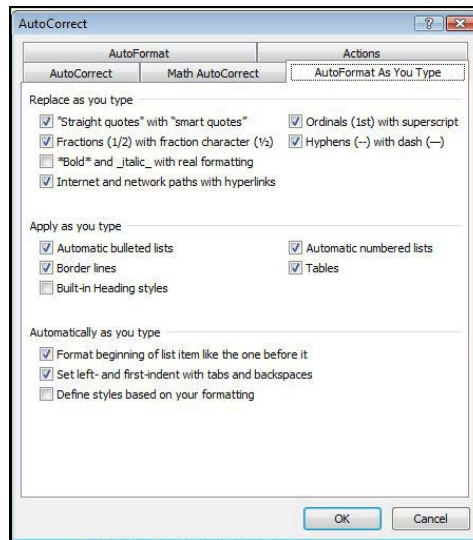 AutoCorrect
AutoFormat Actions
AutoCorrect Math AutoCorrect AutoFormat As You Type
Replace as you type
"Straight quotes" with “smart quotes” Ordinals (1st) with superscript
Fractions (1/2) with fraction character (½) Hyphens (--) with dash (—)
*Bold* and _italic_ with real formatting
Internet and network paths with hyperlinks
Apply as you type
Automatic bulleted lists Automatic numbered lists
Border lines Tables
Built-in Heading styles
Automatically as you type
Format beginning of list item like the one before it
Set left- and first-indent with tabs and backspaces
Define styles based on your formatting
OK Cancel